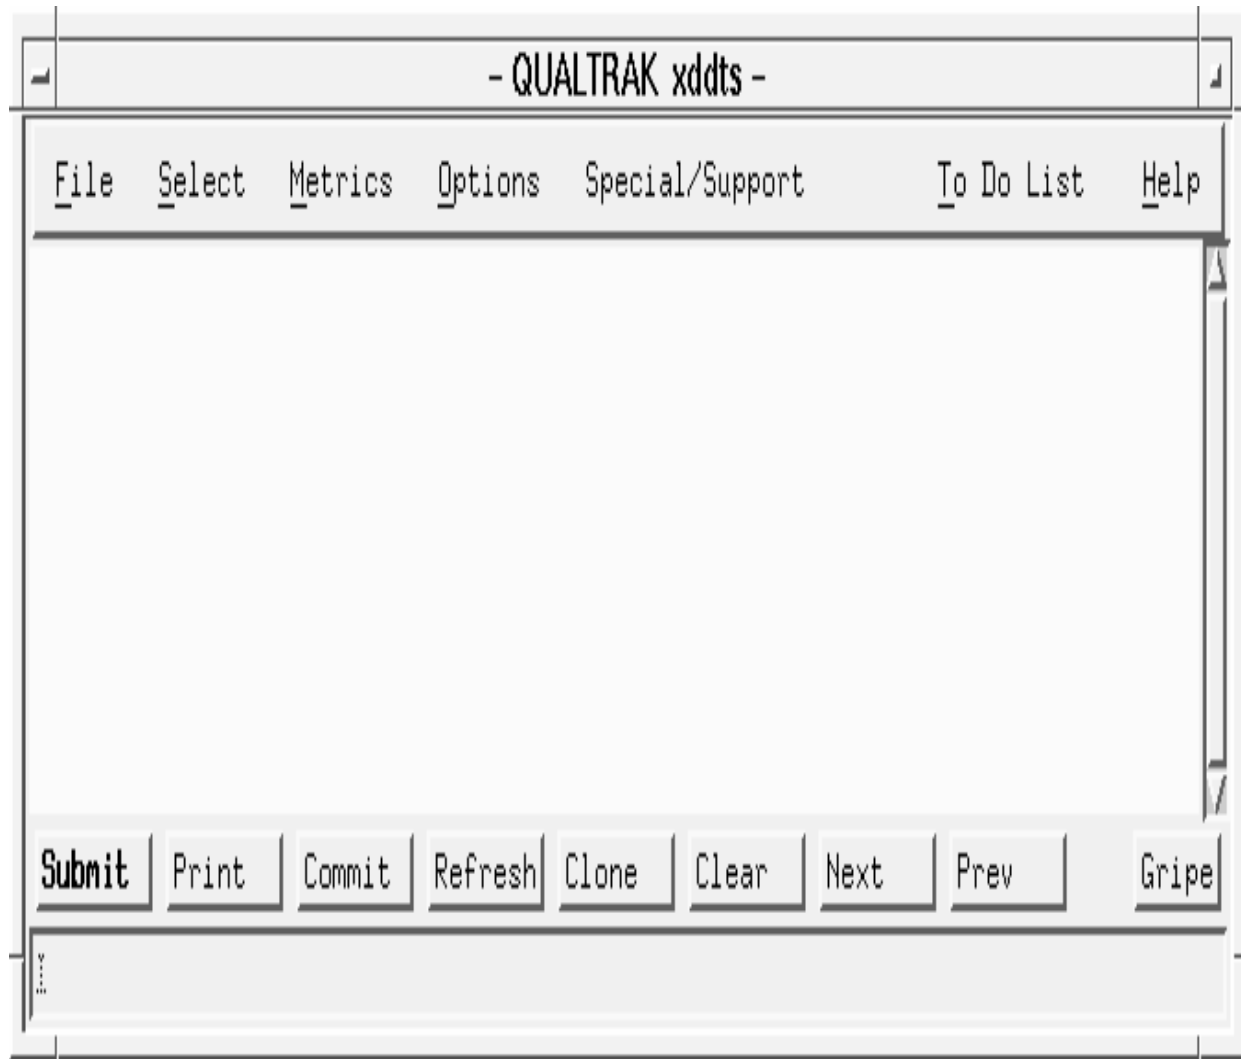 - QUALTRAK xddts -
File Select Metrics Options Special/Support To Do List Help
Submit Print Commit Refresh Clone Clear Next Prev Gripe